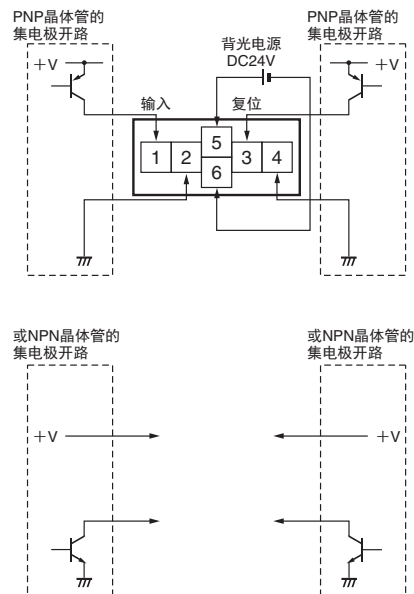 PNP晶体管的
集电极开路
PNP晶体管的
集电极开路
背光电源
DC24V
+V
+V
输入
复位
5
1 2 3 4
6
或NPN晶体管的
集电极开路
或NPN晶体管的
集电极开路
+V
+V